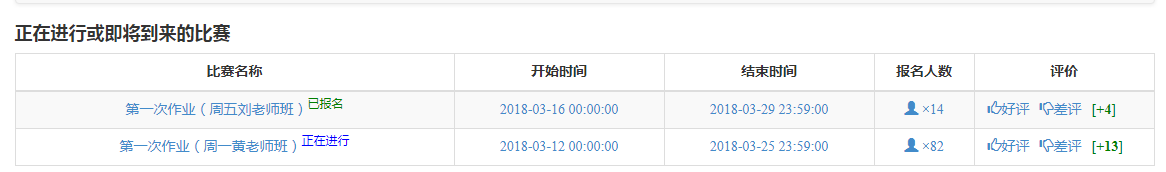 正在进行或即将到来的比赛
比赛名称 开始时间 结束时间 报名人数 评价
第一次作业（周五刘老师班）已报名 2018-03-16 00:00:00 2018-03-29 23:59:00 ×14 好评 差评 [+4]
第一次作业（周一黄老师班）正在进行 2018-03-12 00:00:00 2018-03-25 23:59:00 ×82 好评 差评 [+13]